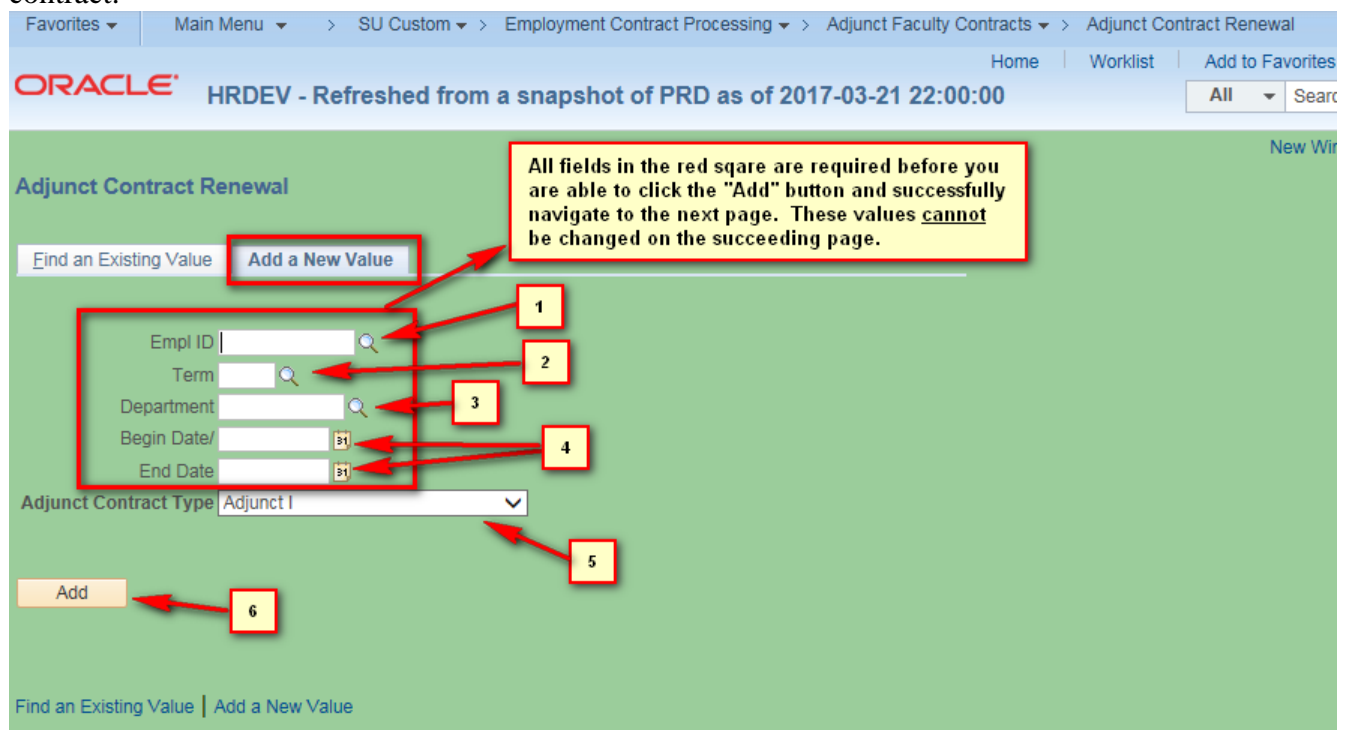 contract.
Favorites Main Menu > SU Custom > Employment Contract Processing > Adjunct Faculty Contracts > Adjunct Contract Renewal
Home Worklist Add to Favorites
ORACLE HRDEV - Refreshed from a snapshot of PRD as of 2017-03-21 22:00:00 All Searc
New Win
Adjunct Contract Renewal
All fields in the red sqare are required before you
are able to click the "Add" button and successfully
navigate to the next page. These values cannot
be changed on the succeeding page.
Find an Existing Value Add a New Value
1
Empl ID
2
Term
3
Department
Begin Date/ 31
4
End Date 31
Adjunct Contract Type Adjunct I
5
Add
6
Find an Existing Value | Add a New Value